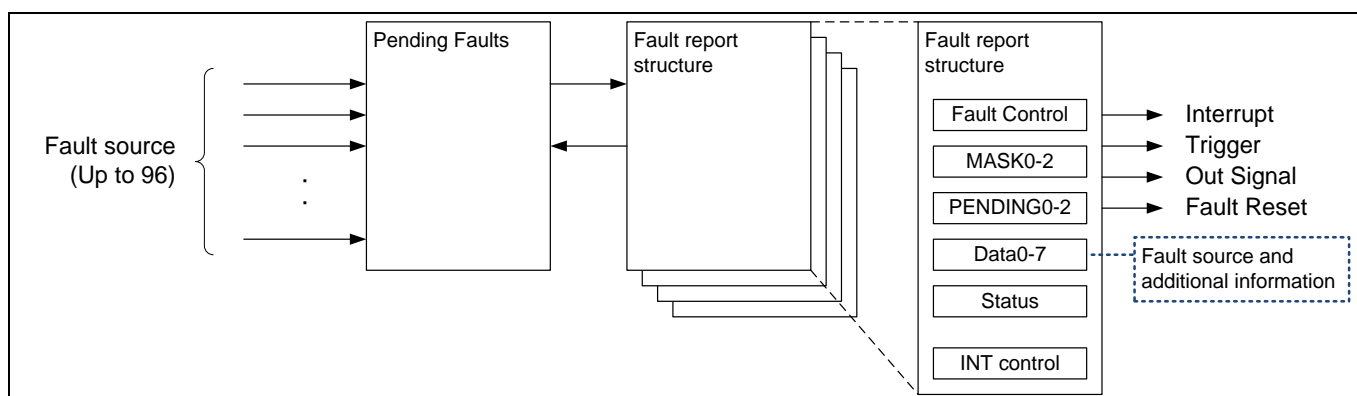 Pending Faults
Fault report
structure
Fault report
structure
Fault source
(Up to 96)
.
.
Fault Control
MASK0-2
PENDING0-2
Data0-7
Status
INT control
Interrupt
Trigger
Out Signal
Fault Reset
Fault source and
additional information